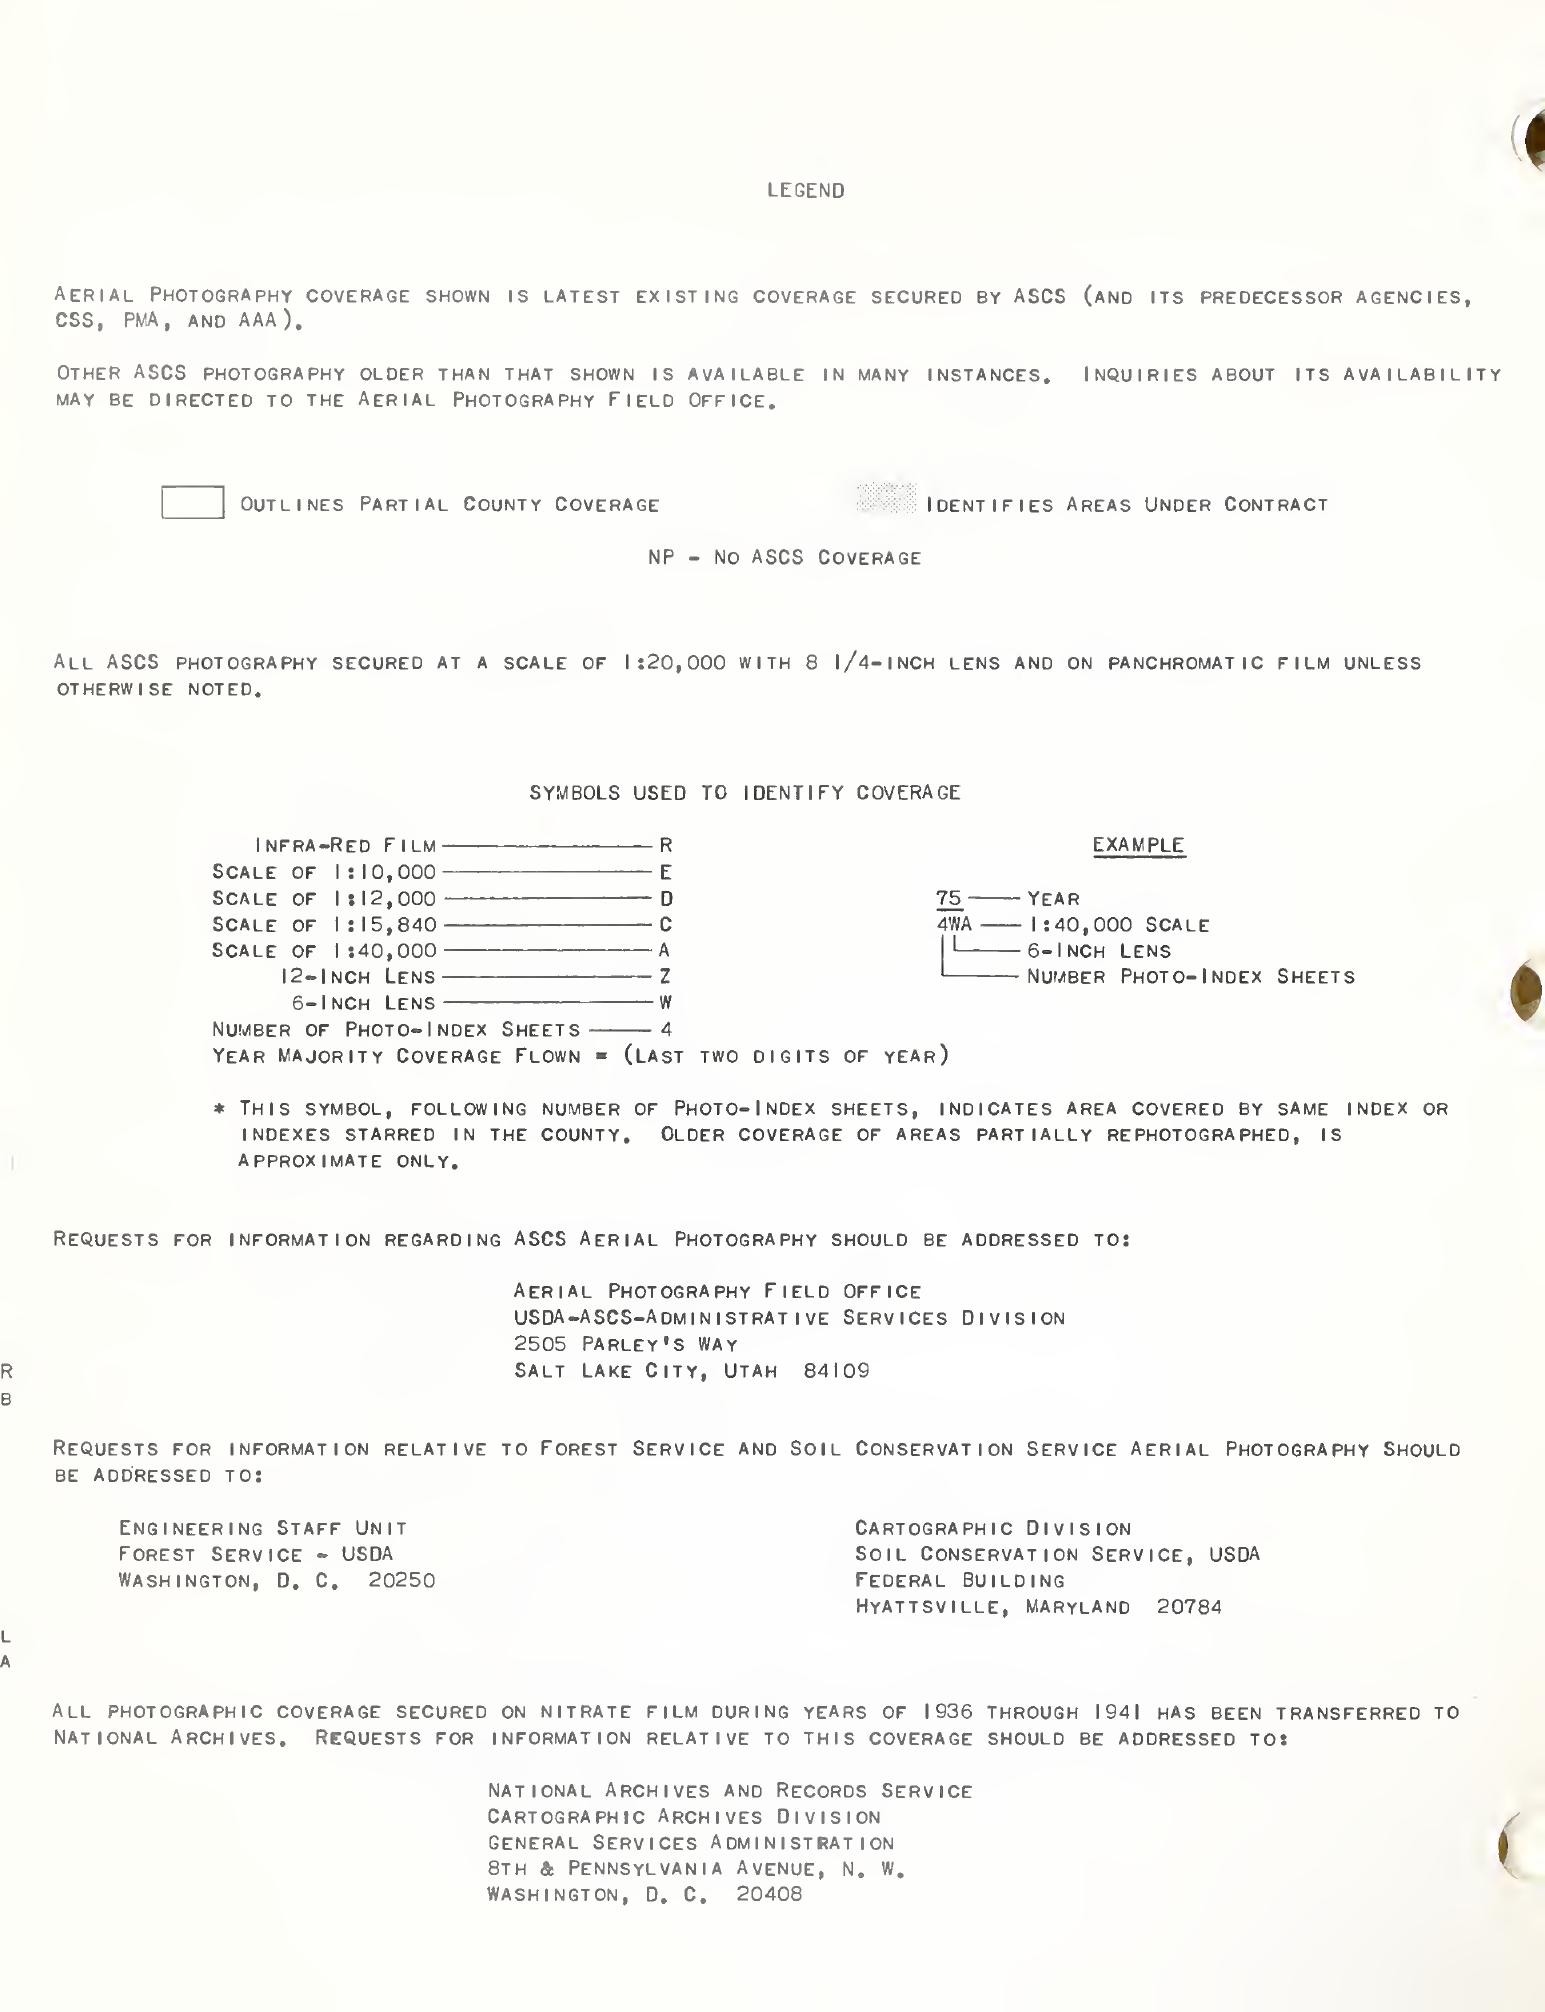 LEGEND
AERIAL PHOTOGRAPHY COVERAGE SHOWN IS LATEST EXISTING COVERAGE SECURED BY ASCS (AND ITS PREDECESSOR AGENCIES,
CSS, PMA, AND AAA).
OTHER ASCS PHOTOGRAPHY OLDER THAN THAT SHOWN IS AVAILABLE IN MANY INSTANCES. INQUIRIES ABOUT ITS AVAILABILITY
MAY BE DIRECTED TO THE AERIAL PHOTOGRAPHY FIELD OFFICE.
OUTLINES PARTIAL COUNTY COVERAGE
IDENTIFIES AREAS UNDER CONTRACT
NP - NO ASCS COVERAGE
ALL ASCS PHOTOGRAPHY SECURED AT A SCALE OF 1:20,000 WITH 8 1/4-INCH LENS AND ON PANCHROMATIC FILM UNLESS
OTHERWISE NOTED.
SYMBOLS USED TO IDENTIFY COVERAGE
INFRA-RED FILM R
SCALE OF 1:10,000 E
SCALE OF 1:12,000 D
SCALE OF 1:15,840 C
SCALE OF 1:40,000 A
12-INCH LENS Z
6-INCH LENS W
NUMBER OF PHOTO-INDEX SHEETS 4
YEAR MAJORITY COVERAGE FLOWN = (LAST TWO DIGITS OF YEAR)
EXAMPLE
75 YEAR
4WA 1:40,000 SCALE
6-INCH LENS
NUMBER PHOTO-INDEX SHEETS
* THIS SYMBOL, FOLLOWING NUMBER OF PHOTO-INDEX SHEETS, INDICATES AREA COVERED BY SAME INDEX OR
INDEXES STARRED IN THE COUNTY. OLDER COVERAGE OF AREAS PARTIALLY REPHOTOGRAPHED, IS
APPROXIMATE ONLY.
REQUESTS FOR INFORMATION REGARDING ASCS AERIAL PHOTOGRAPHY SHOULD BE ADDRESSED TO:
AERIAL PHOTOGRAPHY FIELD OFFICE
USDA-ASCS-ADMINISTRATIVE SERVICES DIVISION
2505 PARLEY'S WAY
SALT LAKE CITY, UTAH 84109
R
B
REQUESTS FOR INFORMATION RELATIVE TO FOREST SERVICE AND SOIL CONSERVATION SERVICE AERIAL PHOTOGRAPHY SHOULD
BE ADDRESSED TO:
ENGINEERING STAFF UNIT
FOREST SERVICE - USDA
WASHINGTON, D. C. 20250
CARTOGRAPHIC DIVISION
SOIL CONSERVATION SERVICE, USDA
FEDERAL BUILDING
HYATTSVILLE, MARYLAND 20784
L
A
ALL PHOTOGRAPHIC COVERAGE SECURED ON NITRATE FILM DURING YEARS OF 1936 THROUGH 1941 HAS BEEN TRANSFERRED TO
NATIONAL ARCHIVES. REQUESTS FOR INFORMATION RELATIVE TO THIS COVERAGE SHOULD BE ADDRESSED TO:
NATIONAL ARCHIVES AND RECORDS SERVICE
CARTOGRAPHIC ARCHIVES DIVISION
GENERAL SERVICES ADMINISTRATION
8TH & PENNSYLVANIA AVENUE, N. W.
WASHINGTON, D. C. 20408